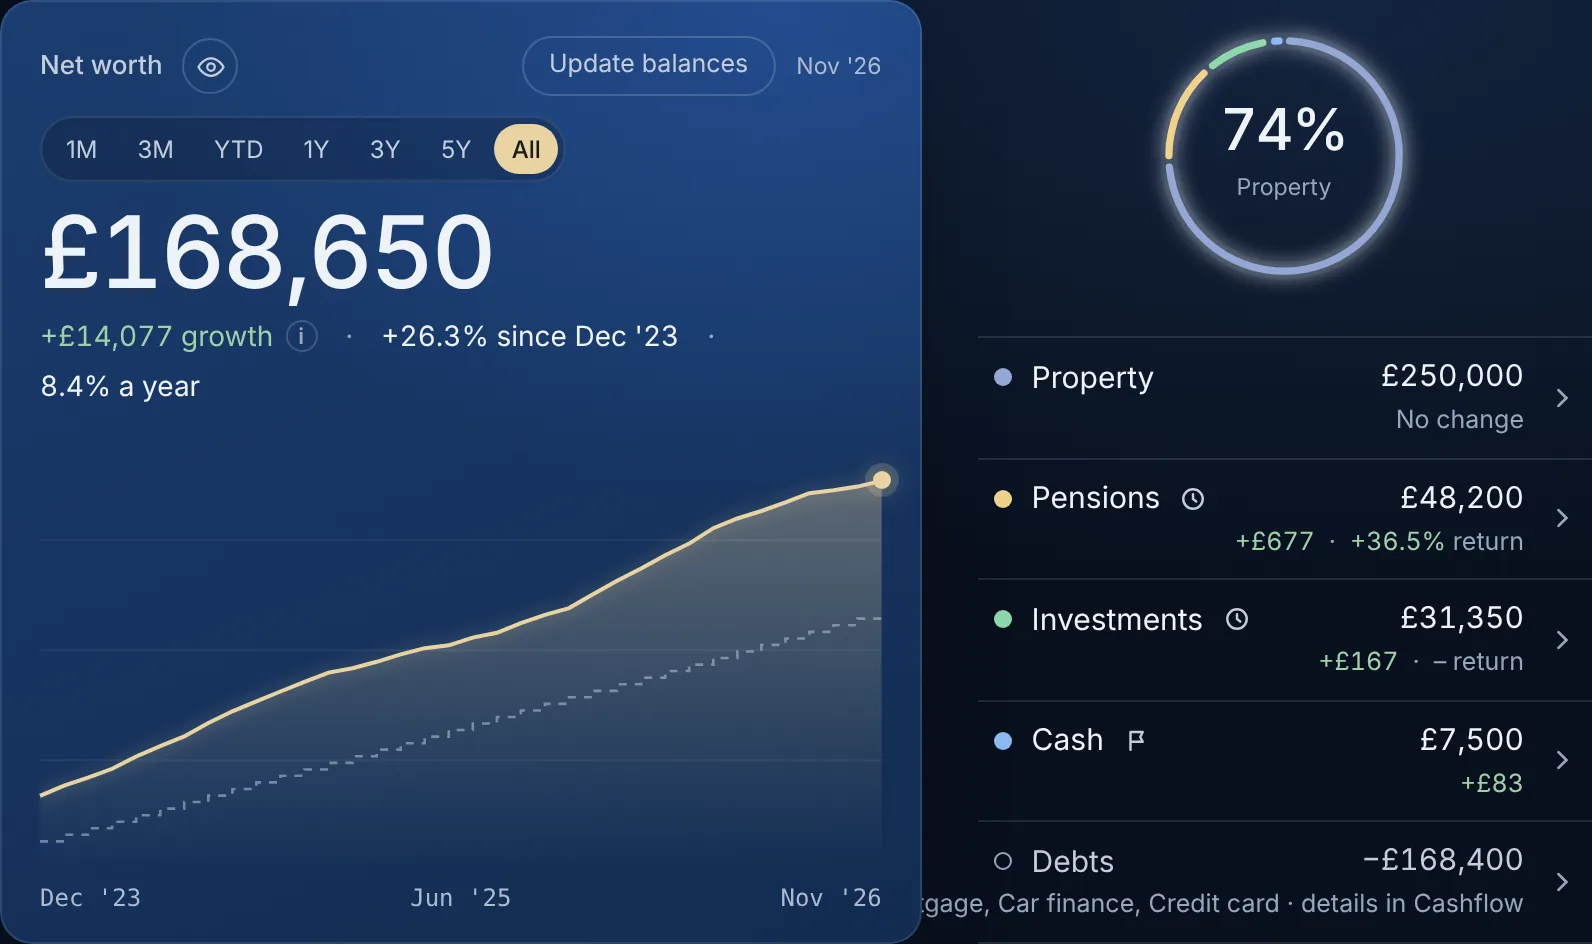 Net worth
Update balances
Nov '26
1M 3M YTD 1Y 3Y 5Y All
£168,650
+£14,077 growth i · +26.3% since Dec '23 ·
8.4% a year
Dec '23 Jun '25 Nov '26
74%
Property
Property £250,000
No change
Pensions £48,200
+£677 · +36.5% return
Investments £31,350
+£167 · – return
Cash £7,500
+£83
Debts −£168,400
gage, Car finance, Credit card · details in Cashflow